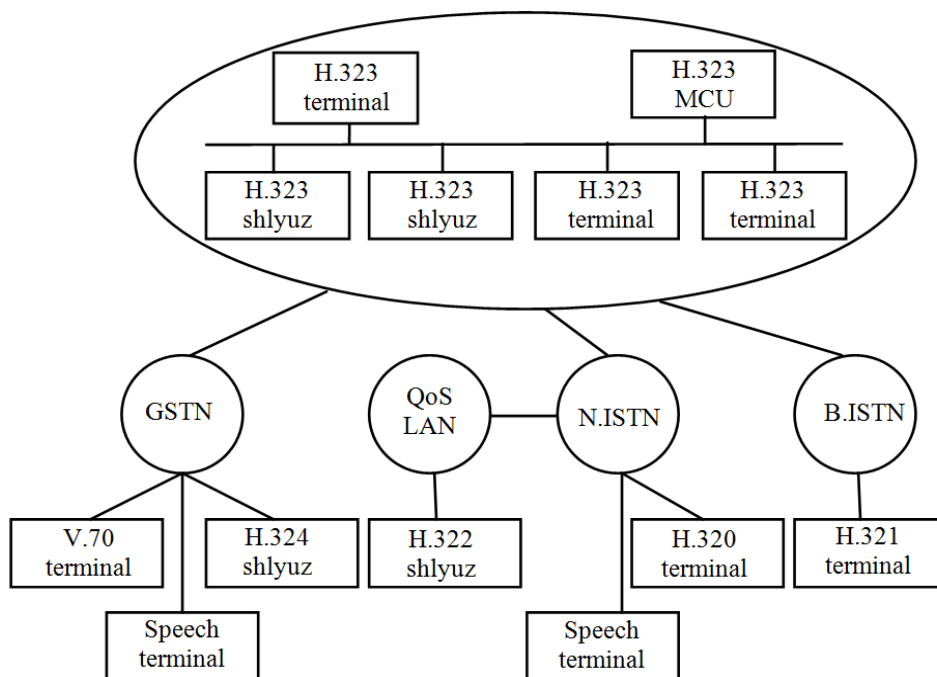 H.323
terminal
H.323
MCU
H.323
shlyuz
H.323
shlyuz
H.323
terminal
H.323
terminal
GSTN
QoS
LAN
N.ISTN
B.ISTN
V.70
terminal
H.324
shlyuz
H.322
shlyuz
H.320
terminal
H.321
terminal
Speech
terminal
Speech
terminal